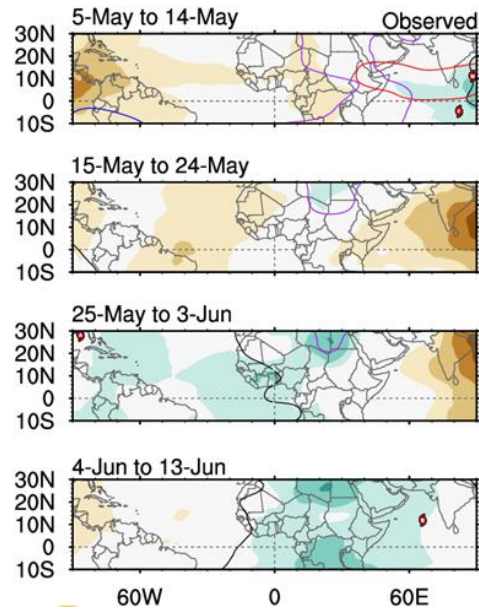 5-May to 14-May Observed
30N
20N
10N
0
10S
15-May to 24-May
30N
20N
10N
0
10S
25-May to 3-Jun
30N
20N
10N
0
10S
4-Jun to 13-Jun
30N
20N
10N
0
10S
60W 0 60E